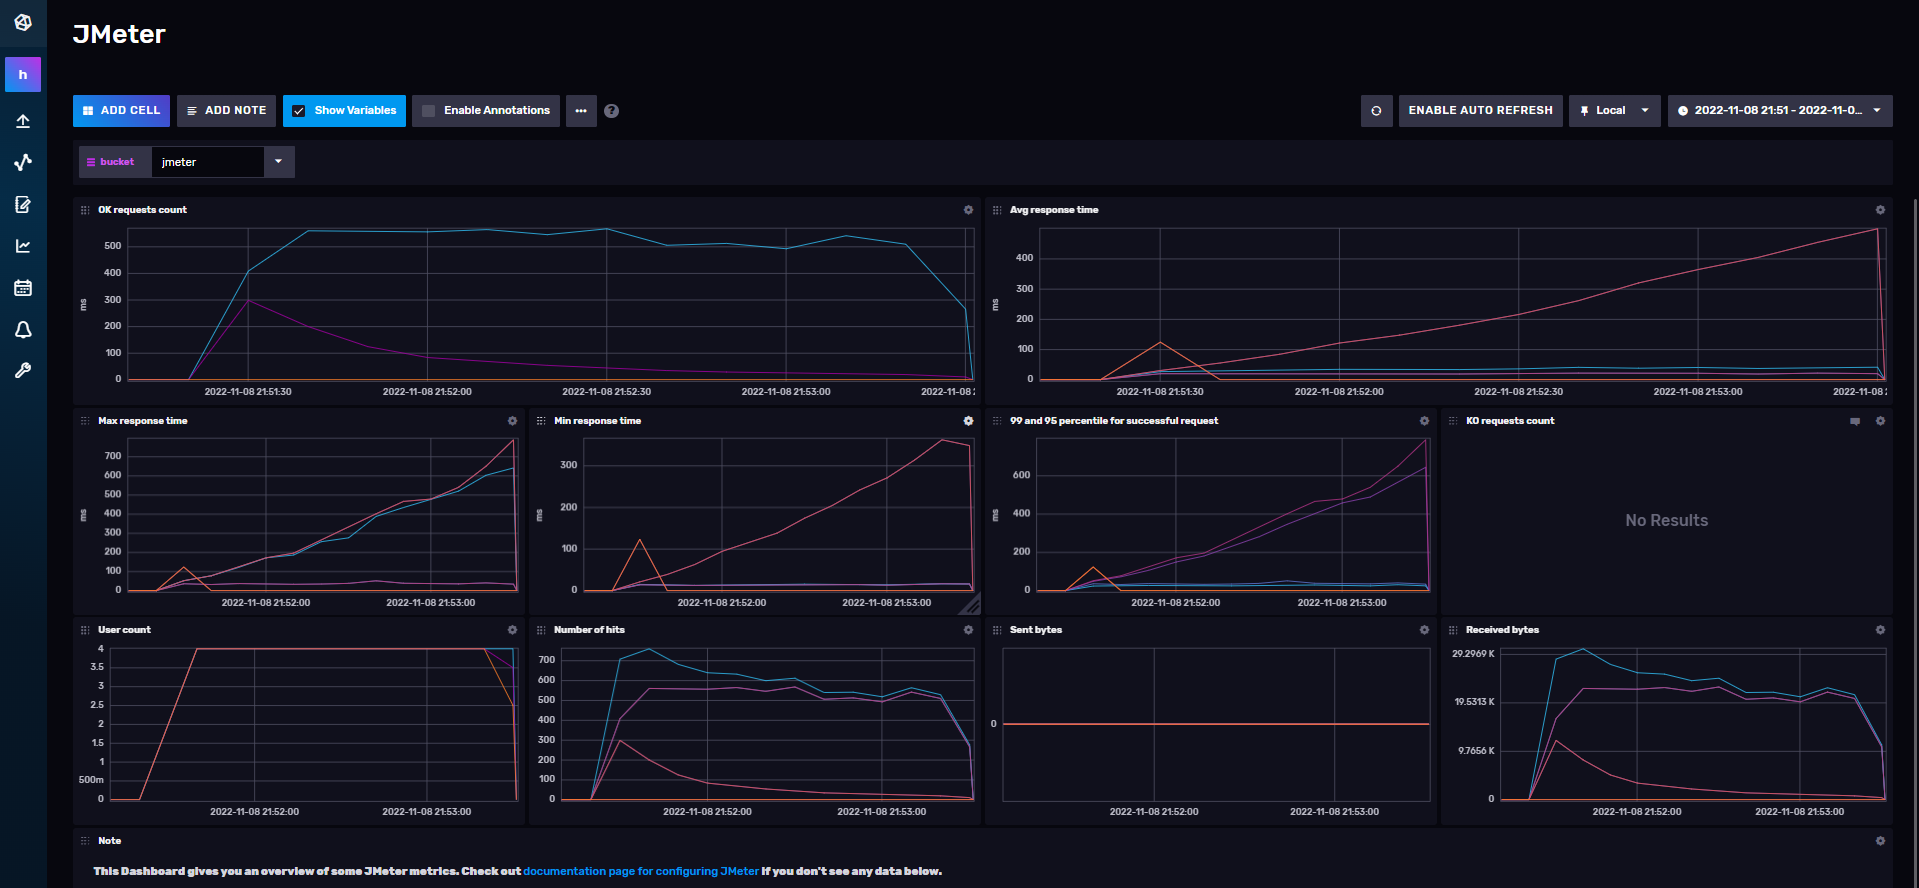 JMeter
h
ADD CELL
ADD NOTE
Show Variables
Enable Annotations
?
ENABLE AUTO REFRESH
Local
2022-11-08 21:51 - 2022-11-0...
bucket
jmeter
OK requests count
ms
500
400
300
200
100
0
2022-11-08 21:51:30
2022-11-08 21:52:00
2022-11-08 21:52:30
2022-11-08 21:53:00
2022-11-08 2
Avg response time
ms
400
300
200
100
0
2022-11-08 21:51:30
2022-11-08 21:52:00
2022-11-08 21:52:30
2022-11-08 21:53:00
2022-11-08 21
Max response time
ms
700
600
500
400
300
200
100
0
2022-11-08 21:52:00
2022-11-08 21:53:00
Min response time
ms
300
200
100
0
2022-11-08 21:52:00
2022-11-08 21:53:00
99 and 95 percentile for successful request
ms
600
400
200
0
2022-11-08 21:52:00
2022-11-08 21:53:00
KO requests count
No Results
User count
4
3.5
3
2.5
2
1.5
1
500m
0
2022-11-08 21:52:00
2022-11-08 21:53:00
Number of hits
700
600
500
400
300
200
100
0
2022-11-08 21:52:00
2022-11-08 21:53:00
Sent bytes
0
2022-11-08 21:52:00
2022-11-08 21:53:00
Received bytes
29.2969 K
19.5313 K
9.7656 K
0
2022-11-08 21:52:00
2022-11-08 21:53:00
Note
This Dashboard gives you an overview of some JMeter metrics. Check out documentation page for configuring JMeter If you don't see any data below.